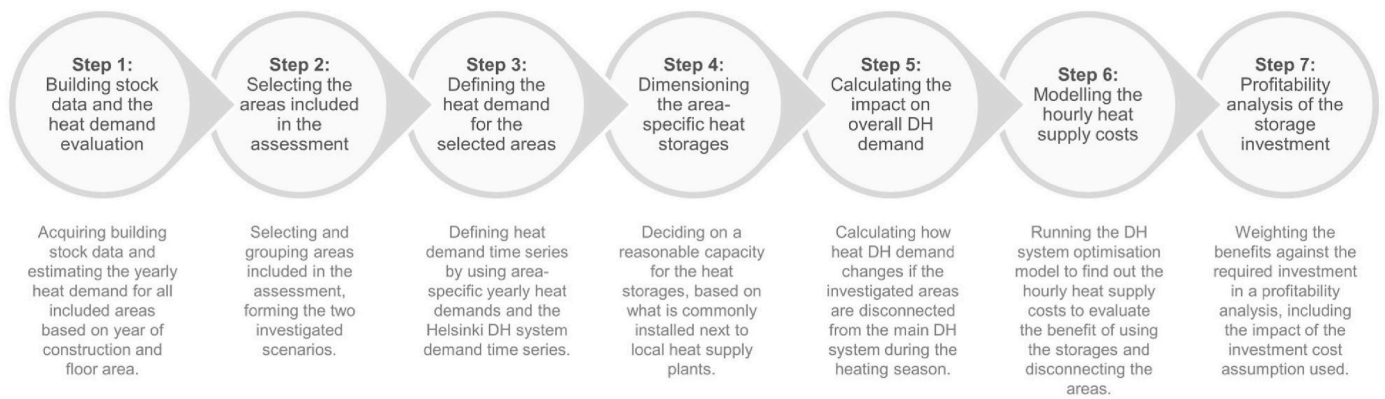 Step 1:
Building stock
data and the
heat demand
evaluation
Step 2:
Selecting the
areas included
in the
assessment
Step 3:
Defining the
heat demand
for the
selected areas
Step 4:
Dimensioning
the area-
specific heat
storages
Step 5:
Calculating the
impact on
overall DH
demand
Step 6:
Modelling the
hourly heat
supply costs
Step 7:
Profitability
analysis of the
storage
investment
Acquiring building
stock data and
estimating the yearly
heat demand for all
included areas
based on year of
construction and
floor area.
Selecting and
grouping areas
included in the
assessment,
forming the two
investigated
scenarios.
Defining heat
demand time series
by using area-
specific yearly heat
demands and the
Helsinki DH system
demand time series.
Deciding on a
reasonable capacity
for the heat
storages, based on
what is commonly
installed next to
local heat supply
plants.
Calculating how
heat DH demand
changes if the
investigated areas
are disconnected
from the main DH
system during the
heating season.
Running the DH
system optimisation
model to find out the
hourly heat supply
costs to evaluate
the benefit of using
the storages and
disconnecting the
areas.
Weighting the
benefits against the
required investment
in a profitability
analysis, including
the impact of the
investment cost
assumption used.